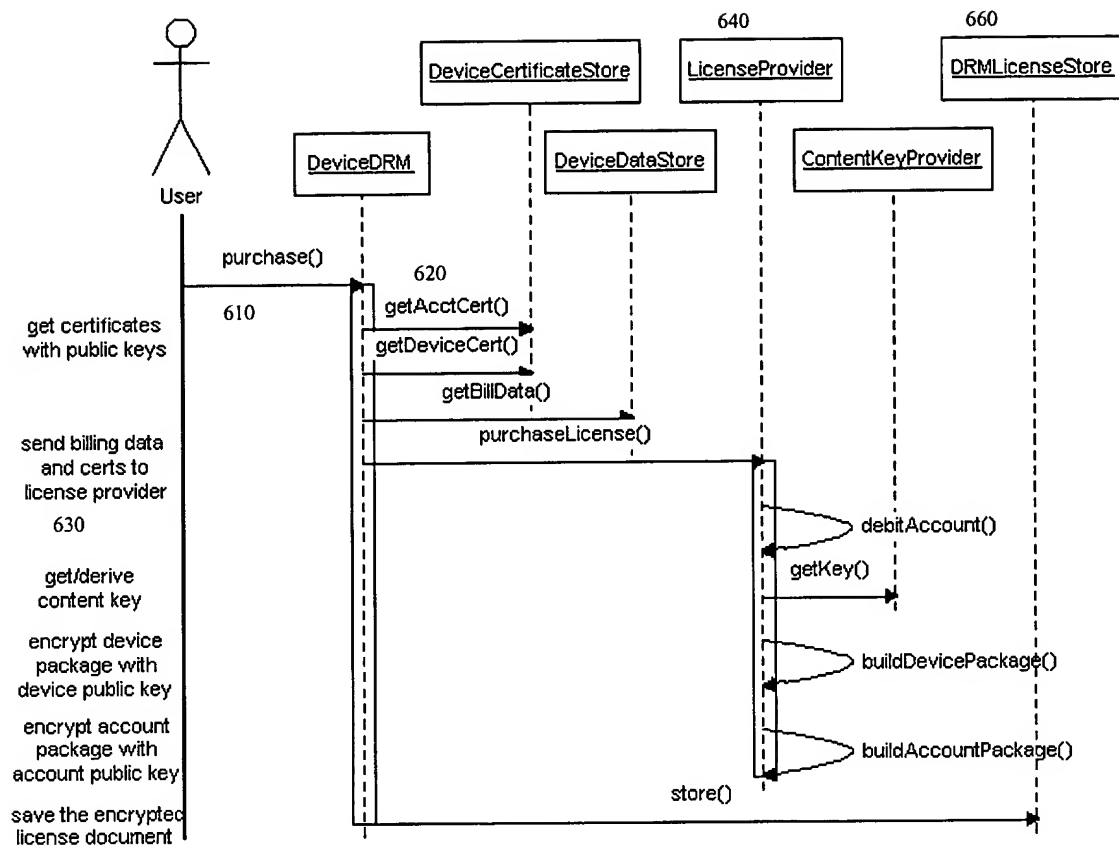 640
660
DeviceCertificateStore
LicenseProvider
DRMLicenseStore
DeviceDRM
DeviceDataStore
ContentKeyProvider
User
purchase()
620
610
getAcctCert()
get certificates
with public keys
getDeviceCert()
getBillData()
purchaseLicense()
send billing data
and certs to
license provider
630
debitAccount()
getKey()
get/derive
content key
encrypt device
package with
device public key
buildDevicePackage()
encrypt account
package with
account public key
buildAccountPackage()
store()
save the encrypted
license document